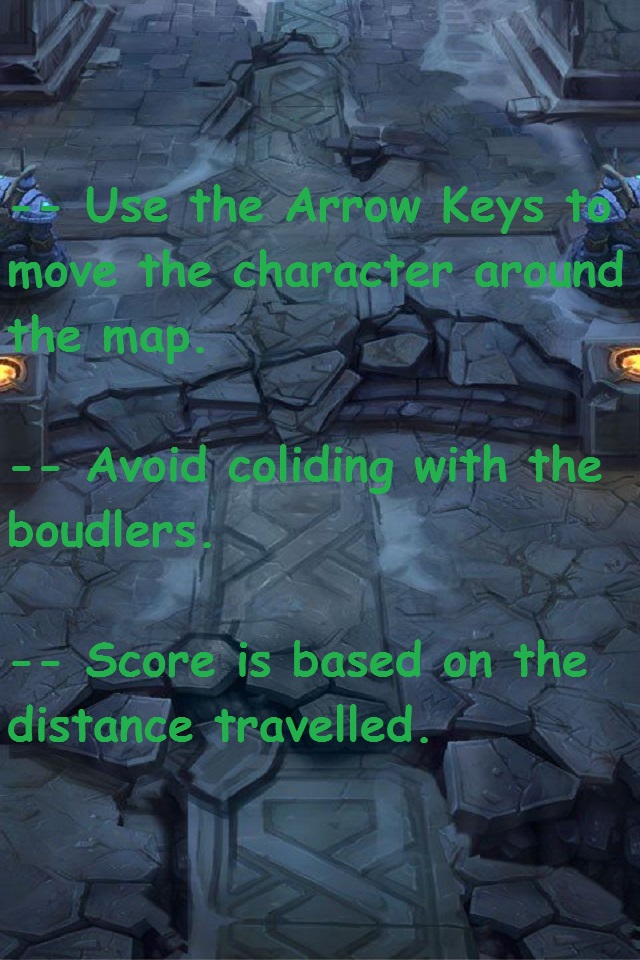 -- Use the Arrow Keys to
move the character around
the map.
-- Avoid coliding with the
boudlers.
-- Score is based on the
distance travelled.